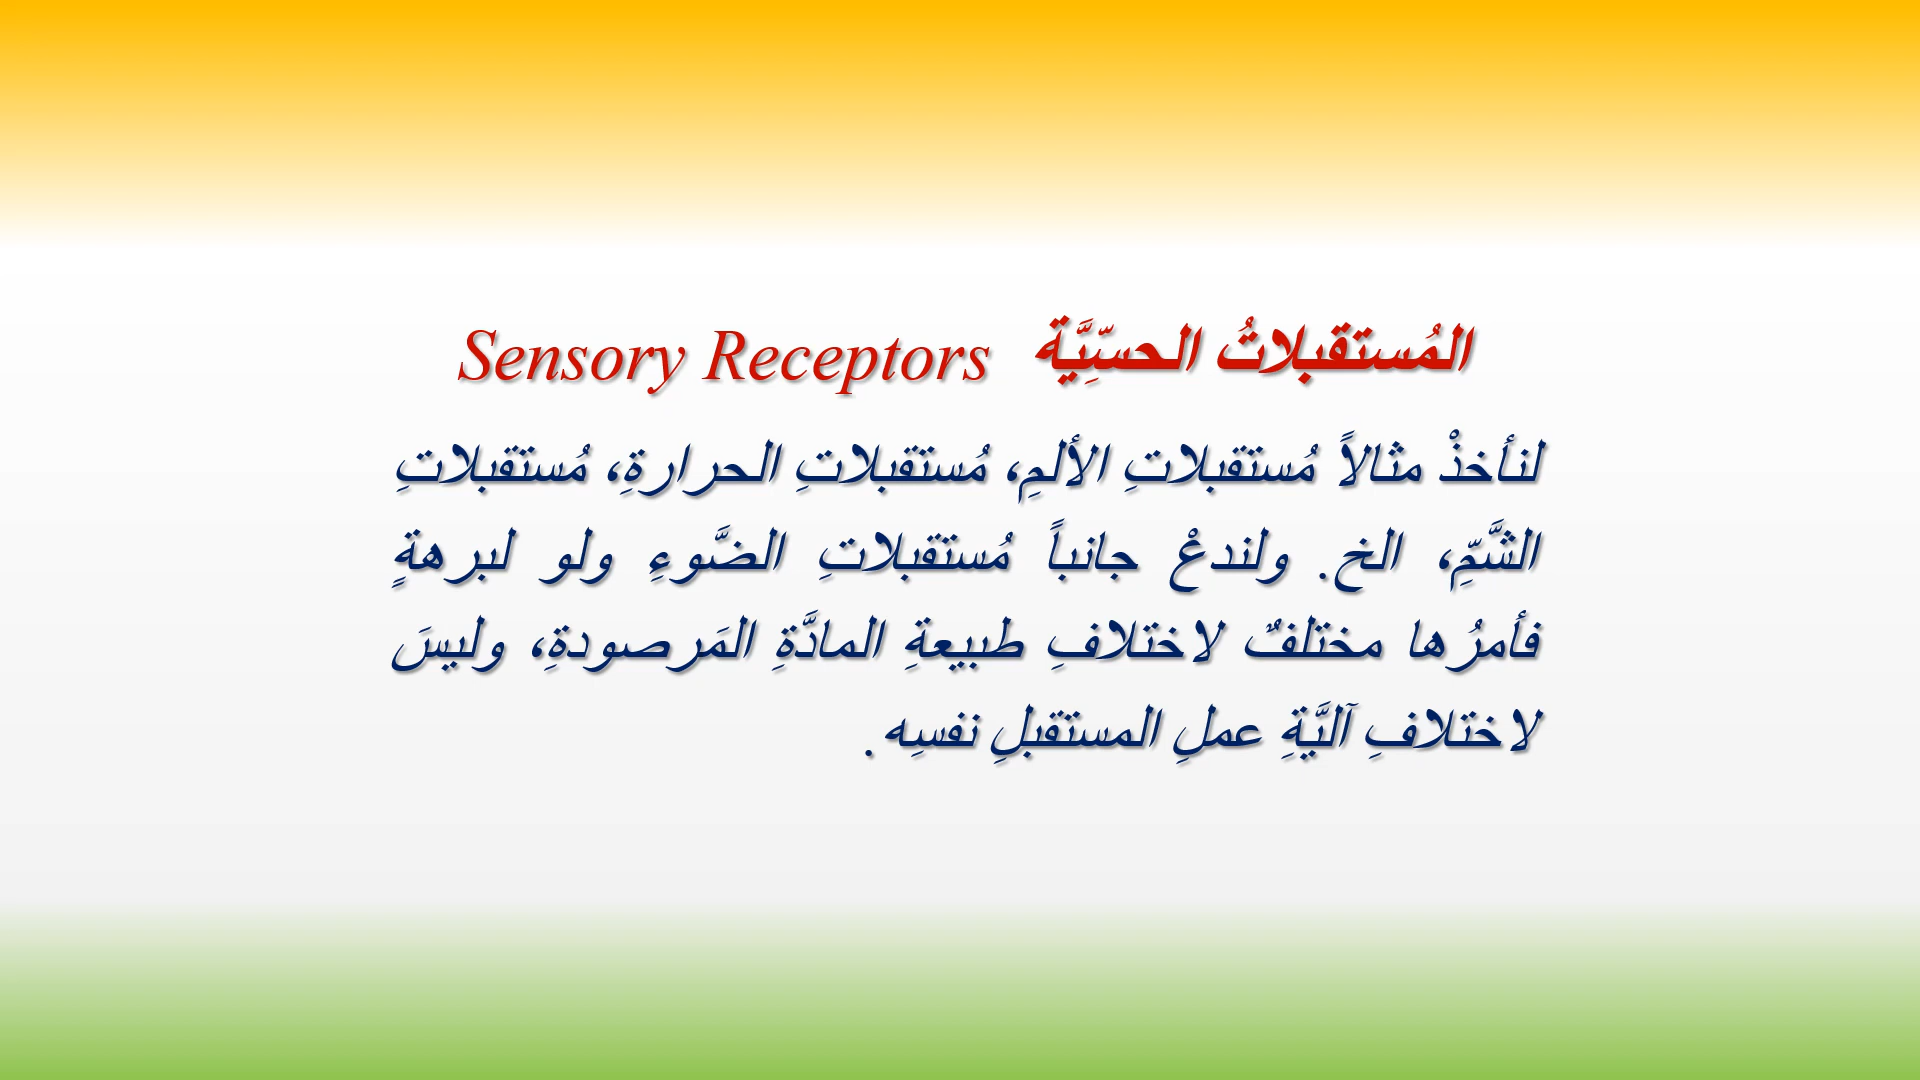 المُستقبلاتُ الحسّيَِّة Sensory Receptors
لنأخذْ مثالاً مُستقبلاتِ الألمِ، مُستقبلاتِ الحرارةِ، مُستقبلاتِ
الشَّمِّ، الخ. ولندعْ جانباً مُستقبلاتِ الضَّوءِ ولو لبرهةٍ
فأمرُها مختلفٌ لاختلافِ طبيعةِ المادَّةِ المَرصودةِ، وليسَ
لاختلافِ آليَّةِ عملِ المستقبلِ نفسِه.